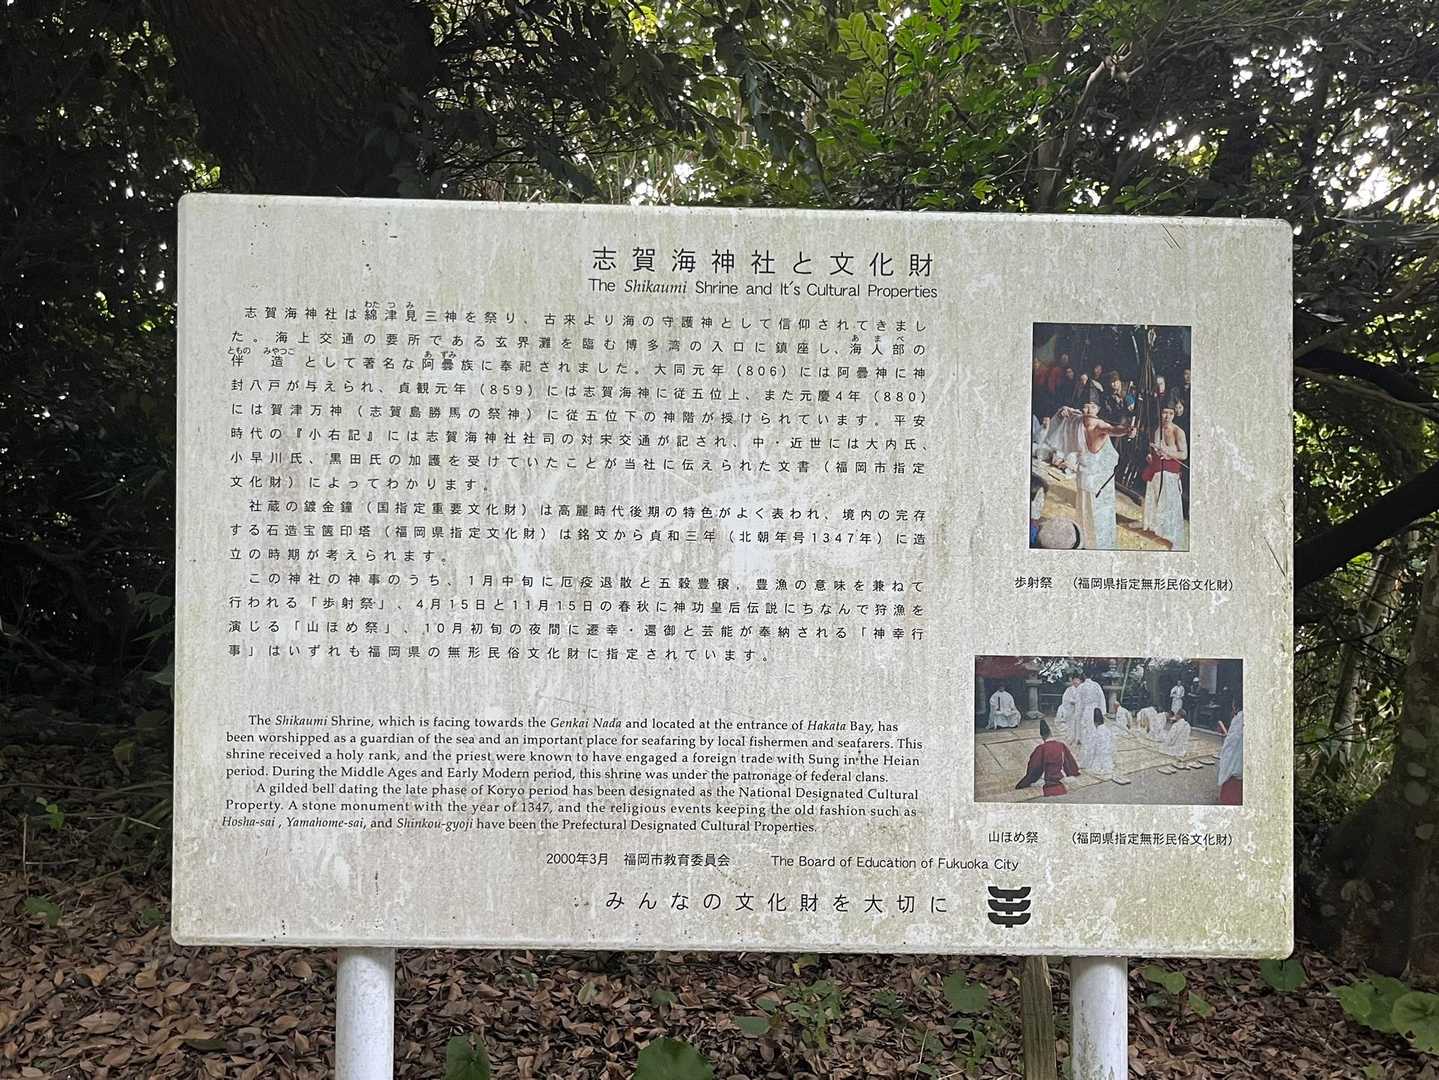 志賀海神社と文化財
The Shikaumi Shrine and It's Cultural Properties
わた つ み
志賀海神社は綿津見三神を祭り、古来より海の守護神として信仰されてきまし
た。海上交通の要所である玄界灘を臨む博多湾の入口に鎮座し、海人部の
あ ま べ
とものみやつこ
あ ずみ
伴造として著名な阿曇族に奉祀されました。大同元年（806）には阿曇神に神
封八戸が与えられ、貞観元年（859）には志賀海神に従五位上、また元慶4年（880）
には賀津万神（志賀島勝馬の祭神）に従五位下の神階が授けられています。平安
時代の『小右記』には志賀海神社社司の対宋交通が記され、中・近世には大内氏、
小早川氏、黒田氏の加護を受けていたことが当社に伝えられた文書（福岡市指定
文化財）によってわかります。
社蔵の鍍金鐘（国指定重要文化財）は高麗時代後期の特色がよく表われ、境内の完存
する石造宝篋印塔（福岡県指定文化財）は銘文から貞和三年（北朝年号1347年）に造
立の時期が考えられます。
この神社の神事のうち、1月中旬に厄疫退散と五穀豊穣，豊漁の意味を兼ねて
行われる「歩射祭」、4月15日と11月15日の春秋に神功皇后伝説にちなんで狩漁を
演じる「山ほめ祭」、10月初旬の夜間に遷幸・還御と芸能が奉納される「神幸行
事」はいずれも福岡県の無形民俗文化財に指定されています。
The Shikaumi Shrine, which is facing towards the Genkai Nada and located at the entrance of Hakata Bay, has
been worshipped as a guardian of the sea and an important place for seafaring by local fishermen and seafarers. This
shrine received a holy rank, and the priest were known to have engaged a foreign trade with Sung in the Heian
period. During the Middle Ages and Early Modern period, this shrine was under the patronage of federal clans.
A gilded bell dating the late phase of Koryo period has been designated as the National Designated Cultural
Property. A stone monument with the year of 1347, and the religious events keeping the old fashion such as
Hosha-sai , Yamahome-sai, and Shinkou-gyoji have been the Prefectural Designated Cultural Properties.
歩射祭 （福岡県指定無形民俗文化財）
山ほめ祭 （福岡県指定無形民俗文化財）
2000年3月 福岡市教育委員会 The Board of Education of Fukuoka City
みんなの文化財を大切に